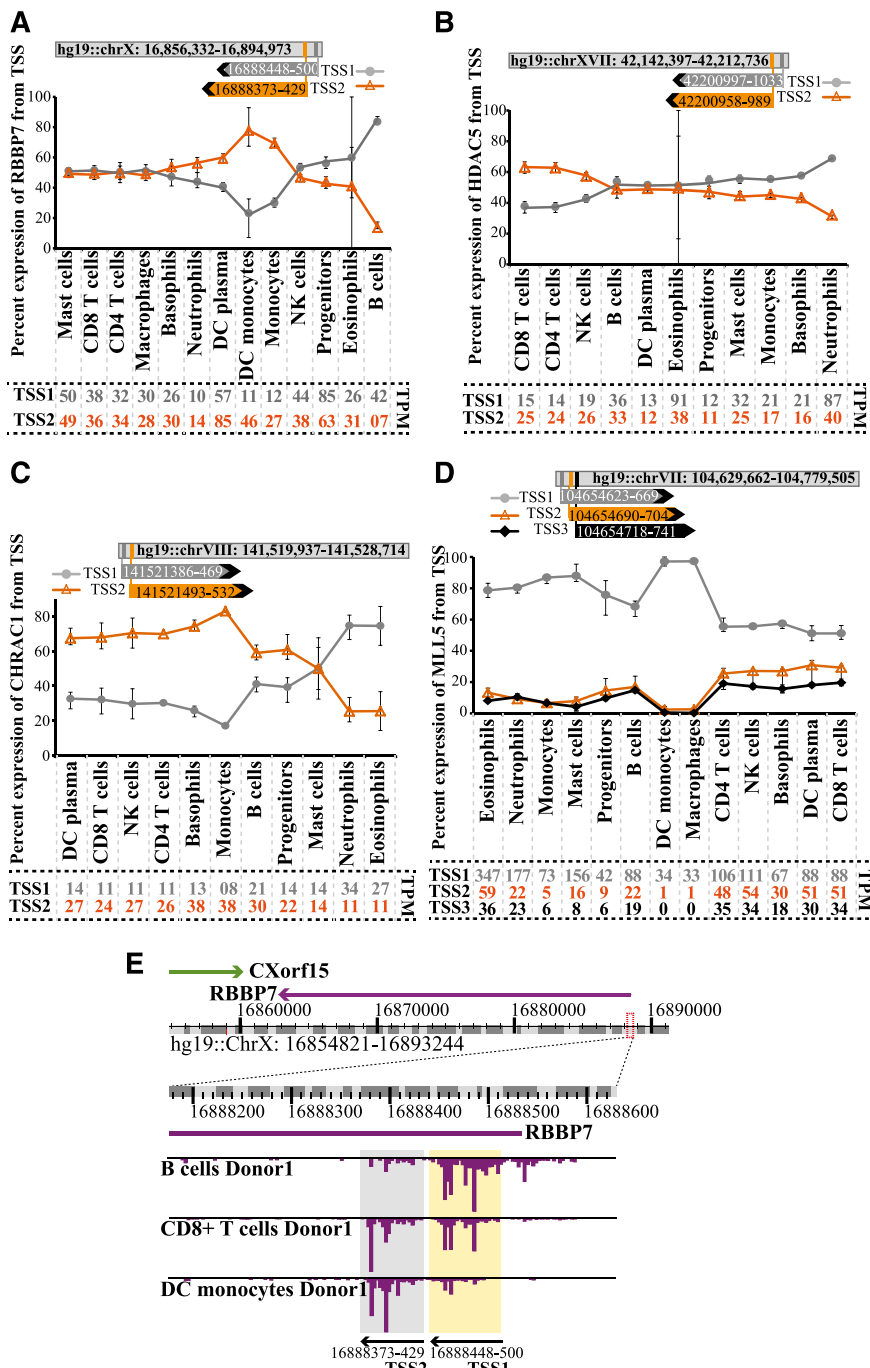 A
hg19::chrX: 16,856,332-16,894,973
16888448-500 TSS1
16888373-429 TSS2
Percent expression of RBBP7 from TSS
100
80
60
40
20
0
Mast cells
CD8 T cells
CD4 T cells
Macrophages
Basophils
Neutrophils
DC plasma
DC monocytes
Monocytes
NK cells
Progenitors
Eosinophils
B cells
TSS1 50 38 32 30 26 10 57 11 12 44 85 26 42
TSS2 49 36 34 28 30 14 85 46 27 38 63 31 07
TPM
B
hg19::chrXVII: 42,142,397-42,212,736
42200997-1033 TSS1
42200958-989 TSS2
Percent expression of HDAC5 from TSS
100
80
60
40
20
0
CD8 T cells
CD4 T cells
NK cells
B cells
DC plasma
Eosinophils
Progenitors
Mast cells
Monocytes
Basophils
Neutrophils
TSS1 15 14 19 36 13 91 12 32 21 21 87
TSS2 25 24 26 33 12 38 11 25 17 16 40
TPM
C
hg19::chrVIII: 141,519,937-141,528,714
TSS1 141521386-469
TSS2 141521493-532
Percent expression of CHRAC1 from TSS
80
60
40
20
0
DC plasma
CD8 T cells
NK cells
CD4 T cells
Basophils
Monocytes
B cells
Progenitors
Mast cells
Neutrophils
Eosinophils
TSS1 14 11 11 11 13 08 21 14 14 34 27
TSS2 27 24 27 26 38 38 30 22 14 11 11
TPM
D
hg19::chrVII: 104,629,662-104,779,505
TSS1 104654623-669
TSS2 104654690-704
TSS3 104654718-741
Percent expression of MLL5 from TSS
100
80
60
40
20
0
Eosinophils
Neutrophils
Monocytes
Mast cells
Progenitors
B cells
DC monocytes
Macrophages
CD4 T cells
NK cells
Basophils
DC plasma
CD8 T cells
TSS1 347 177 73 156 42 88 34 33 106 111 67 88 88
TSS2 59 22 5 16 9 22 1 1 48 54 30 51 51
TSS3 36 23 6 8 6 19 0 0 35 34 18 30 34
TPM
E
CXorf15
RBBP7
16860000 16870000 16880000 16890000
hg19::ChrX: 16854821-16893244
16888200 16888300 16888400 16888500 16888600
RBBP7
B cells Donor1
CD8+ T cells Donor1
DC monocytes Donor1
16888373-429 16888448-500
TSS2 TSS1